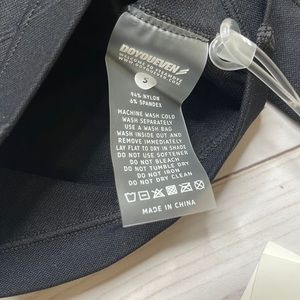 DOYOUEVEN
S
94% NYLON
6% SPANDEX
MACHINE WASH COLD
WASH SEPARATELY
USE A WASH BAG
WASH INSIDE OUT AND
REMOVE IMMEDIATELY
LAY FLAT TO DRY IN SHADE
DO NOT USE SOFTENER
DO NOT BLEACH
DO NOT TUMBLE DRY
DO NOT IRON
DO NOT DRY CLEAN
MADE IN CHINA